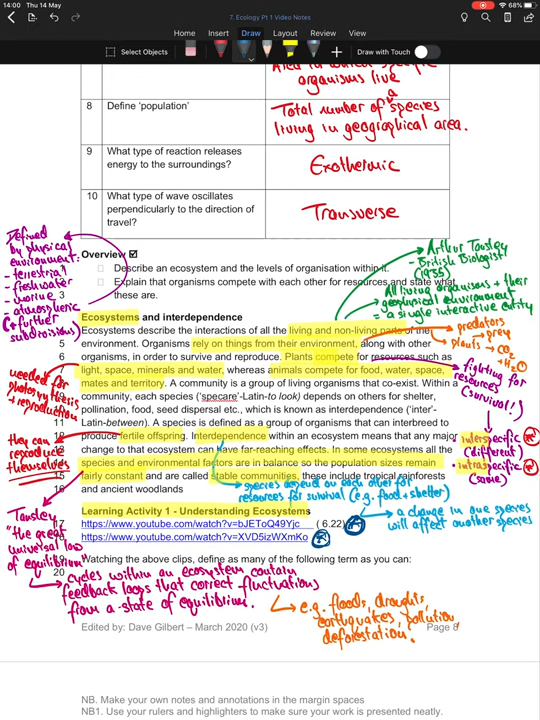 14:00 Thu 14 May
68%
7. Ecology Pt 1 Video Notes
Home Insert Draw Layout Review View
Select Objects
Draw with Touch
Area in which specific
organisms live
8 Define 'population'
Total number of a species
living in geographical area.
9 What type of reaction releases
energy to the surroundings?
Exothermic
10 What type of wave oscillates
perpendicularly to the direction of
travel?
Transverse
Defined
by physical
environment:
- terrestrial
- freshwater
- marine
- atmospheric
(+ further
subdivisions)
Arthur Tansley
- British Biologist
(1935)
All living organisms + their
geophysical environment
= a single interactive entity
Overview
Describe an ecosystem and the levels of organisation within it.
Explain that organisms compete with each other for resources and state what
3 these are.
Ecosystems and interdependence
Ecosystems describe the interactions of all the living and non-living parts of the
5 environment. Organisms rely on things from their environment, along with other
6 organisms, in order to survive and reproduce. Plants compete for resources such as
7 light, space, minerals and water, whereas animals compete for food, water, space,
mates and territory. A community is a group of living organisms that co-exist. Within a
community, each species ('specare'-Latin-to look) depends on others for shelter,
pollination, food, seed dispersal etc., which is known as interdependence ('inter'-
11 Latin-between). A species is defined as a group of organisms that can interbreed to
produce fertile offspring. Interdependence within an ecosystem means that any major
change to that ecosystem can have far-reaching effects. In some ecosystems all the
species and environmental factors are in balance so the population sizes remain
15 fairly constant and are called stable communities, these include tropical rainforests
16 and ancient woodlands
predators
→ prey
plants → CO2
+ H2O
fighting for
resources
(survival!)
interspecific
(different)
intraspecific
(same)
needed for
photosynthesis
+ reproduction
they can
reproduce
themselves
species depend on each other for
resources for survival (e.g. food + shelter)
a change in one species
will affect another species
Learning Activity 1 - Understanding Ecosystems
17 https://www.youtube.com/watch?v=bJEToQ49Yjc ( 6.22)
18 https://www.youtube.com/watch?v=XVD5izWXmKo
19 Watching the above clips, define as many of the following term as you can:
20
Tansley
"the great
universal law
of equilibrium"
cycles within an ecosystem contain
feedback loops that correct fluctuations
from a state of equilibrium.
e.g. floods, droughts,
earthquakes, pollution,
deforestation.
Edited by: Dave Gilbert – March 2020 (v3)
Page 8
NB. Make your own notes and annotations in the margin spaces
NB1. Use your rulers and highlighters to make sure your work is presented neatly.